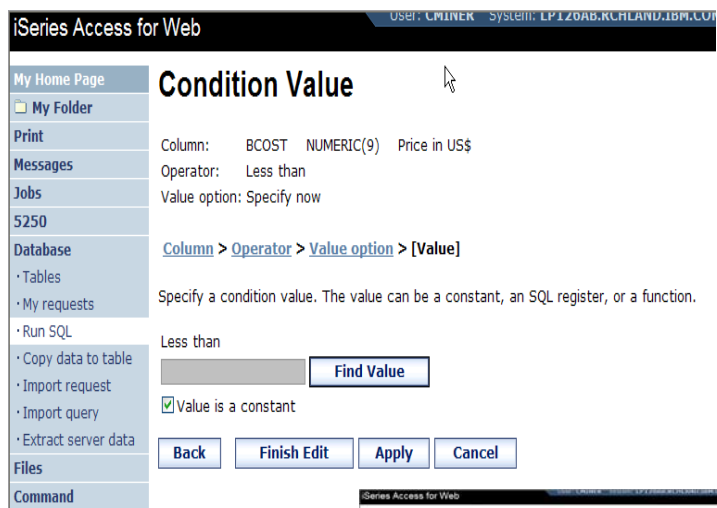 iSeries Access for Web
User: CMINER System: LP126AB.RCHLAND.IBM.COM
My Home Page
My Folder
Print
Messages
Jobs
5250
Database
· Tables
· My requests
· Run SQL
· Copy data to table
· Import request
· Import query
· Extract server data
Files
Command
Condition Value
Column: BCOST NUMERIC(9) Price in US$
Operator: Less than
Value option: Specify now
Column > Operator > Value option > [Value]
Specify a condition value. The value can be a constant, an SQL register, or a function.
Less than
Find Value
Value is a constant
Back Finish Edit Apply Cancel
iSeries Access for Web